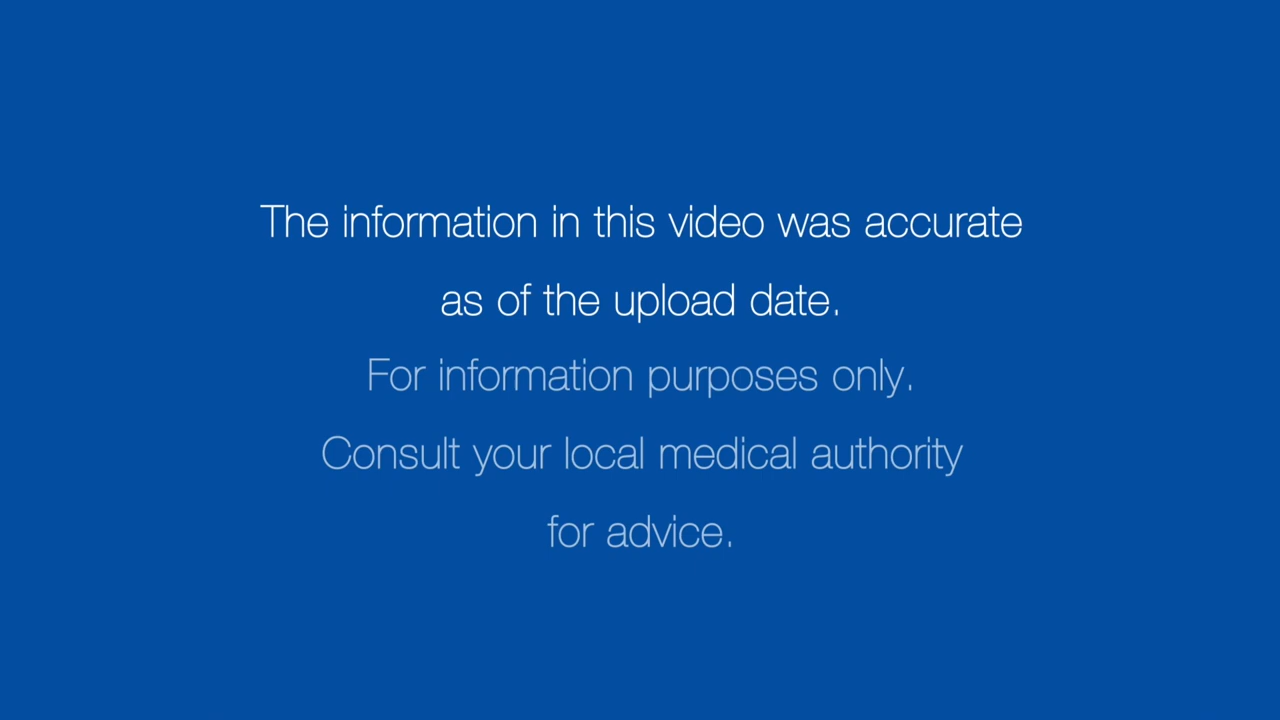 The information in this video was accurate
as of the upload date.
For information purposes only.
Consult your local medical authority
for advice.